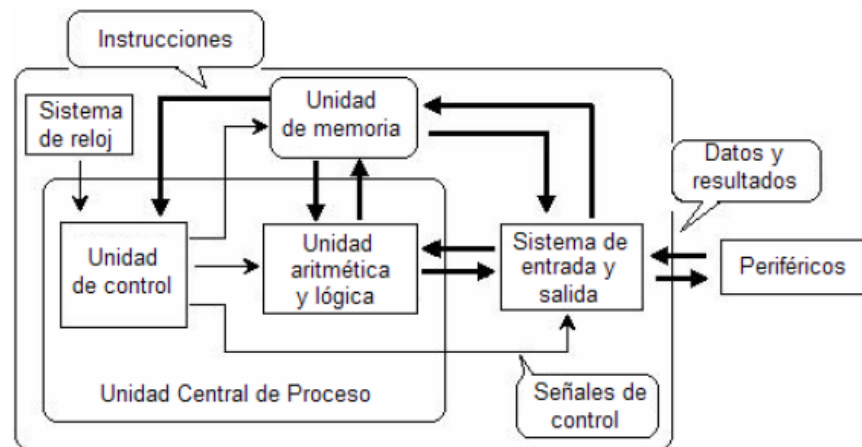 Instrucciones
Sistema
de reloj
Unidad
de memoria
Datos y
resultados
Unidad
de control
Unidad
aritmética
y lógica
Sistema de
entrada y
salida
Periféricos
Unidad Central de Proceso
Señales de
control